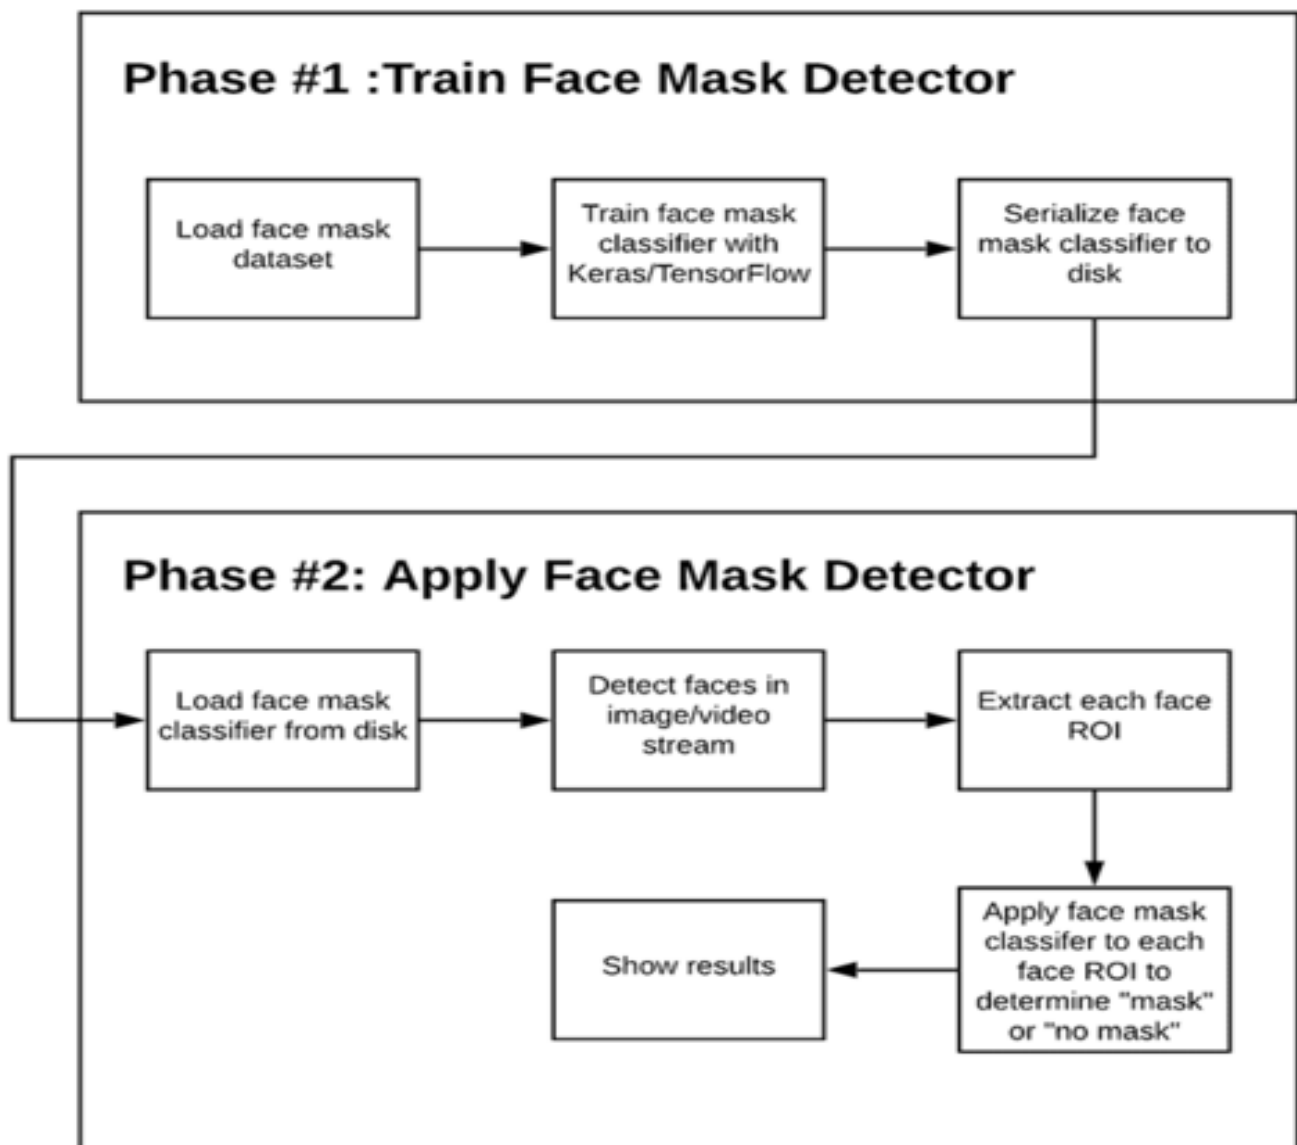 Phase #1 :Train Face Mask Detector
Load face mask
dataset
Train face mask
classifier with
Keras/TensorFlow
Serialize face
mask classifier to
disk
Phase #2: Apply Face Mask Detector
Load face mask
classifier from disk
Detect faces in
image/video
stream
Extract each face
ROI
Apply face mask
classifer to each
face ROI to
determine "mask"
or "no mask"
Show results